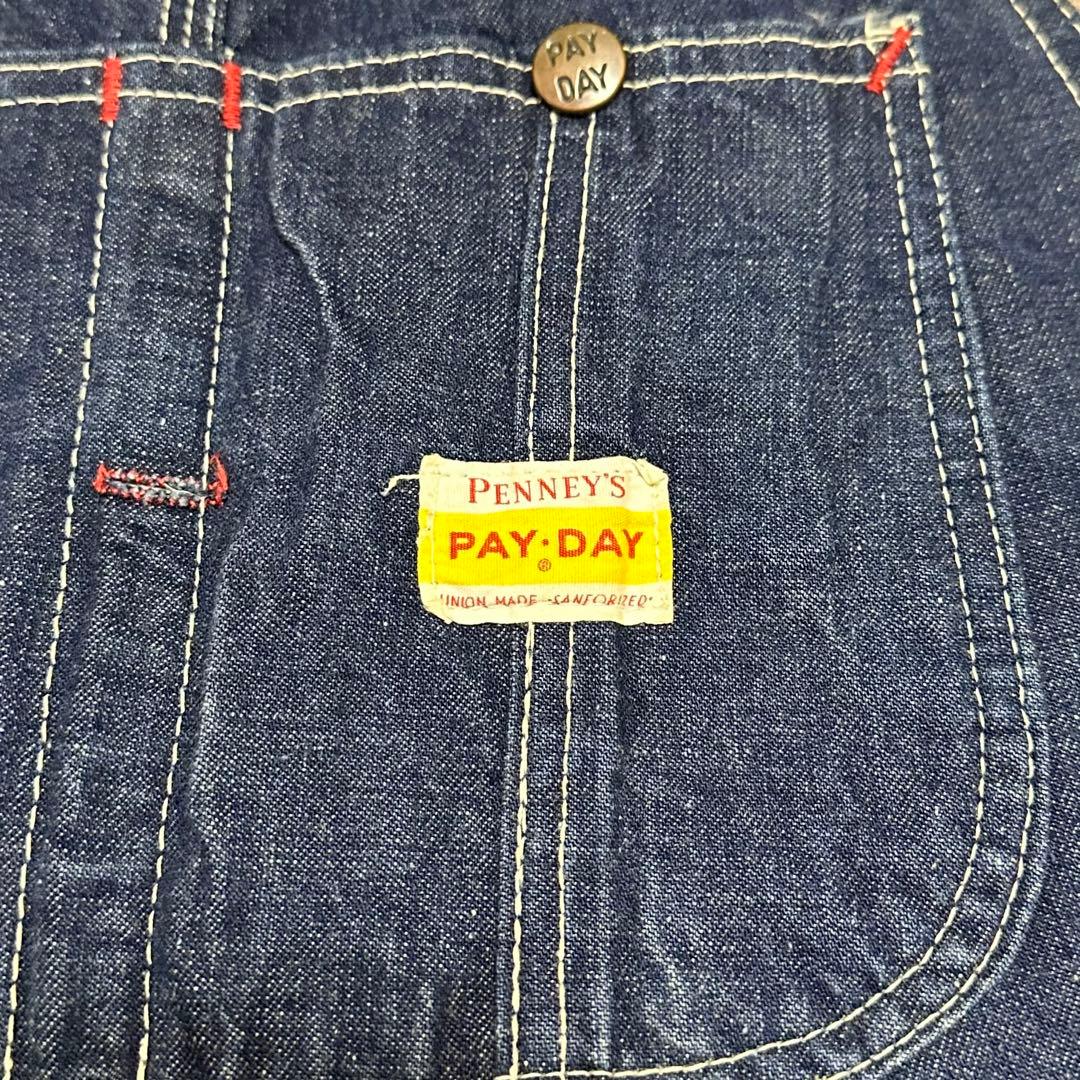 PAY
DAY
PENNEY'S
PAY·DAY
®
UNION MADE "SANFORIZED"